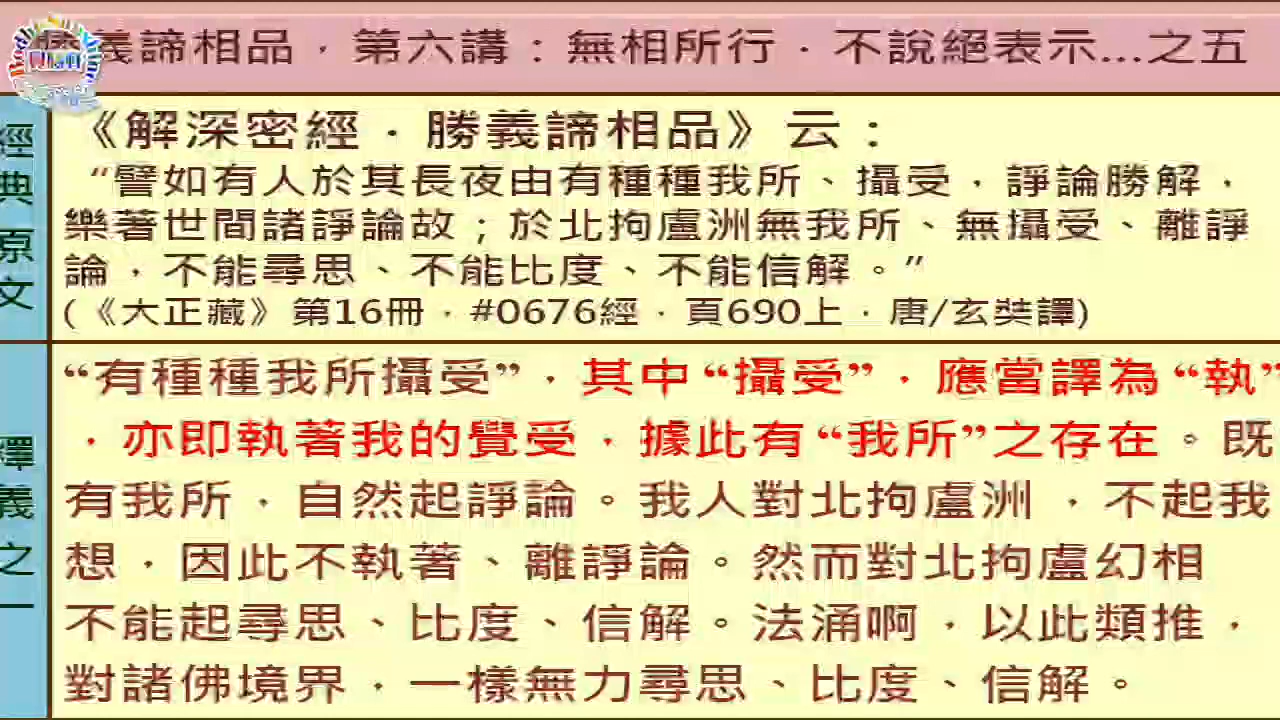 義諦相品，第六講：無相所行．不說絕表示...之五
經典原文
《解深密經．勝義諦相品》云：
“譬如有人於其長夜由有種種我所、攝受，諍論勝解，
樂著世間諸諍論故；於北拘盧洲無我所、無攝受、離諍
論，不能尋思、不能比度、不能信解。”
(《大正藏》第16冊．#0676經．頁690上．唐/玄奘譯)
釋義之一
“有種種我所攝受”，其中“攝受”，應當譯為“執”
，亦即執著我的覺受，據此有“我所”之存在。既
有我所，自然起諍論。我人對北拘盧洲，不起我
想，因此不執著、離諍論。然而對北拘盧幻相
不能起尋思、比度、信解。法涌啊，以此類推，
對諸佛境界，一樣無力尋思、比度、信解。